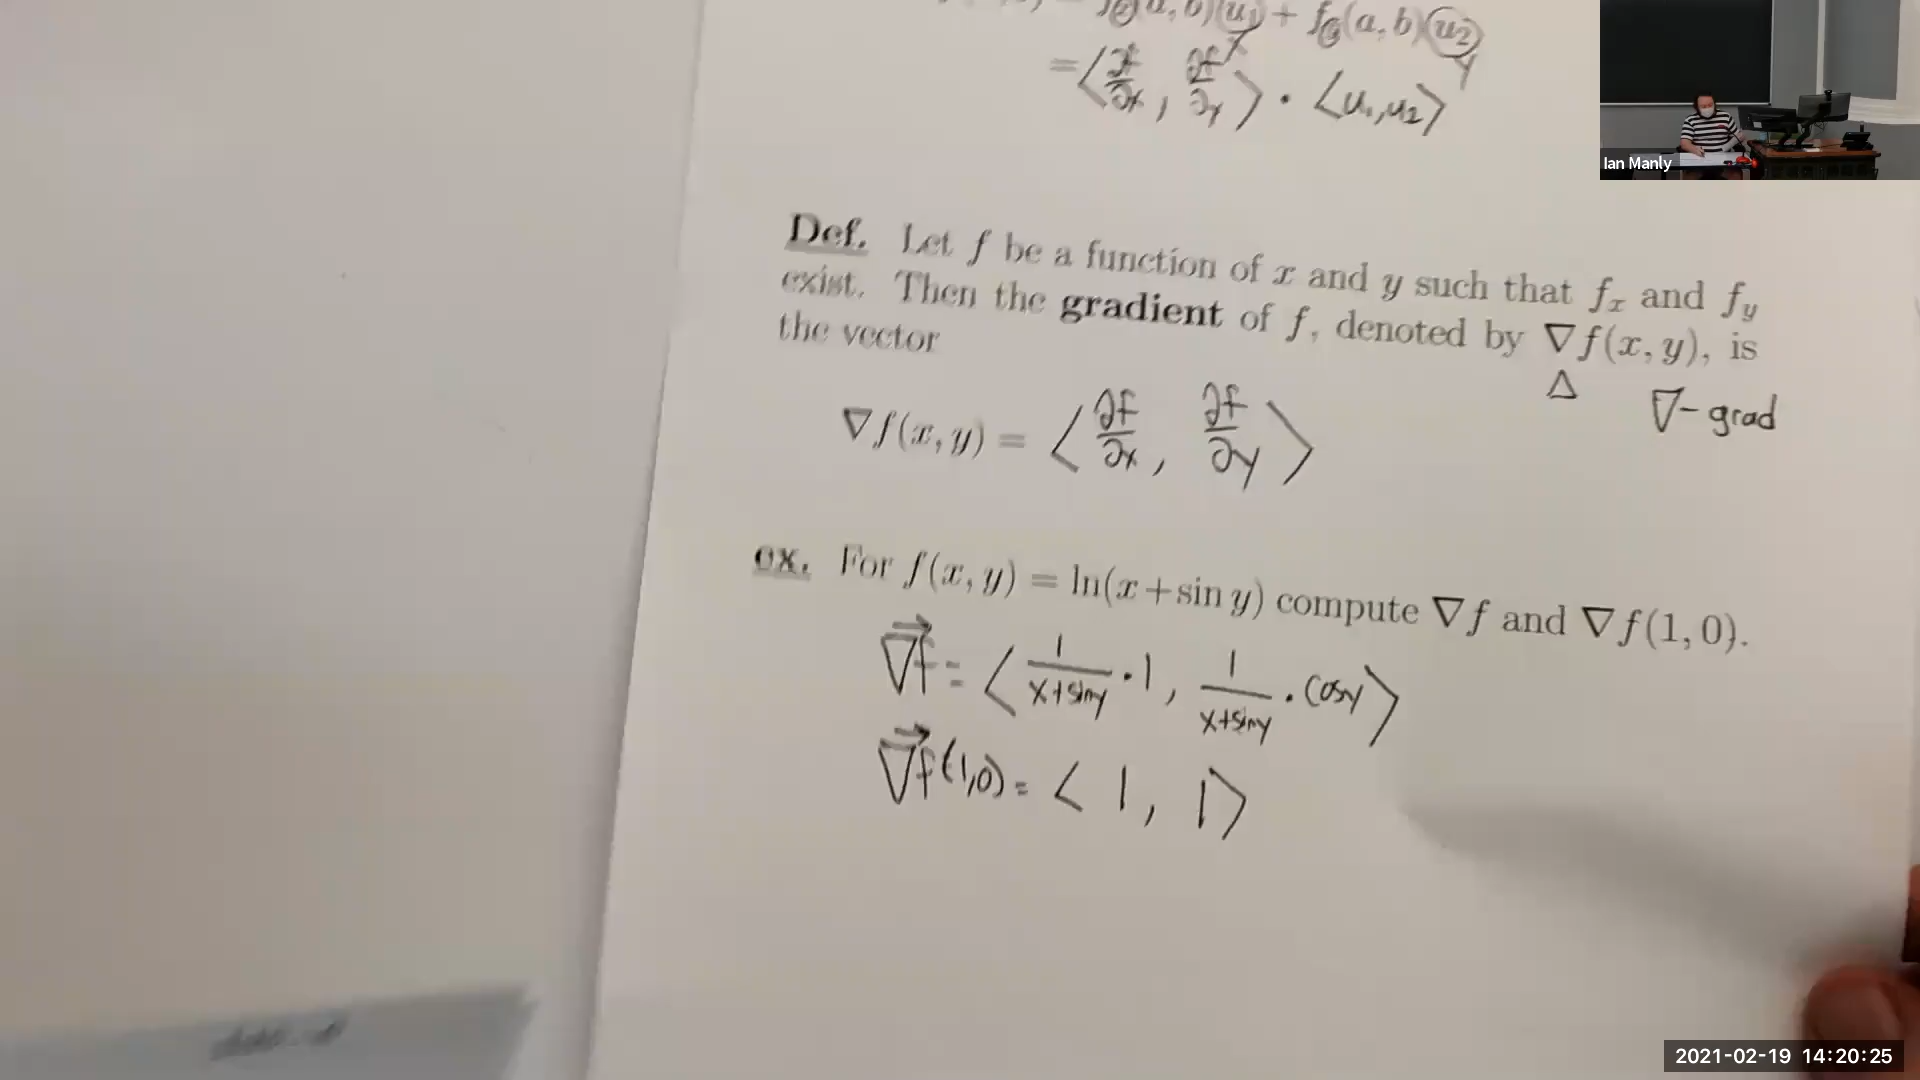 (a, b)(u₁) + f (a, b)(u₂)
x
y
= ⟨∂f/∂x, ∂f/∂y⟩ · ⟨u₁, u₂⟩
Ian Manly
Def. Let f be a function of x and y such that fₓ and f_y
exist. Then the gradient of f, denoted by ∇f(x, y), is
the vector
Δ ∇- grad
∇f(x, y) = ⟨∂f/∂x, ∂f/∂y⟩
ex. For f(x, y) = ln(x + sin y) compute ∇f and ∇f(1, 0).
∇f = ⟨1/(x+siny) · 1, 1/(x+siny) · cosy⟩
∇f(1,0) = ⟨1, 1⟩
2021-02-19 14:20:25